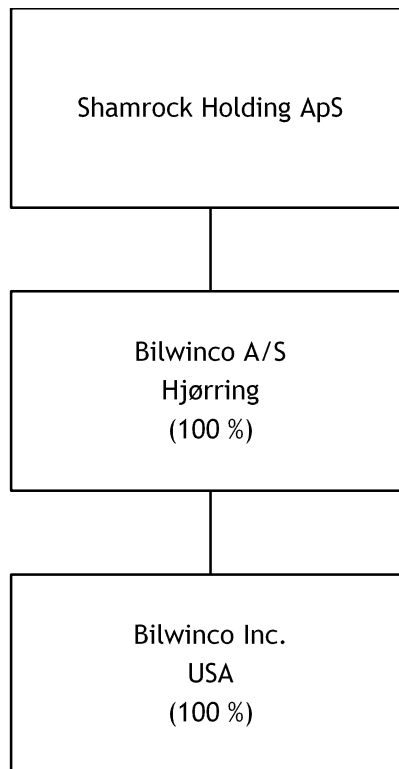 Shamrock Holding ApS
Bilwinco A/S
Hjørring
(100 %)
Bilwinco Inc.
USA
(100 %)